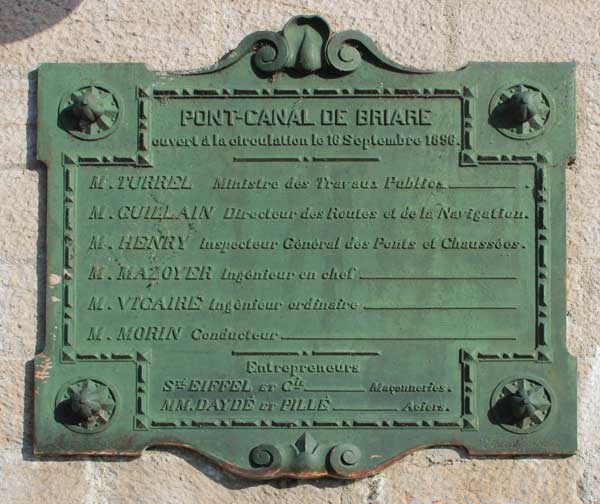 PONT-CANAL DE BRIARE
ouvert à la circulation le 16 Septembre 1896.
M. TURREL Ministre des Travaux Publics
M. GUILLAIN Directeur des Routes et de la Navigation.
M. HENRY Inspecteur Général des Ponts et Chaussées.
M. MAZOYER Ingénieur en chef
M. VIGAIRE Ingénieur ordinaire
M. MORIN Conducteur
Entrepreneurs
Sté EIFFEL ET Cie Maçonneries.
MM. DAYDÉ ET PILLÉ Aciers.